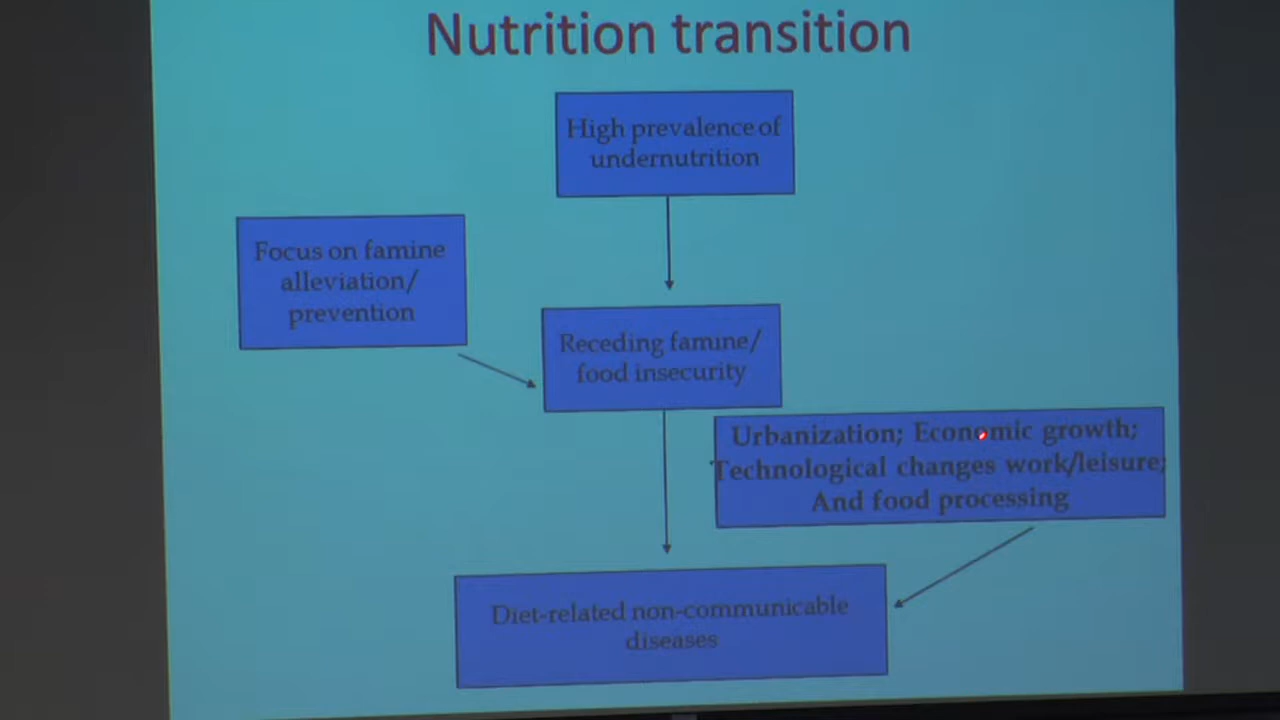 Nutrition transition
High prevalence of
undernutrition
Focus on famine
alleviation/
prevention
Receding famine/
food insecurity
Urbanization; Economic growth;
Technological changes work/leisure;
And food processing
Diet-related non-communicable
diseases